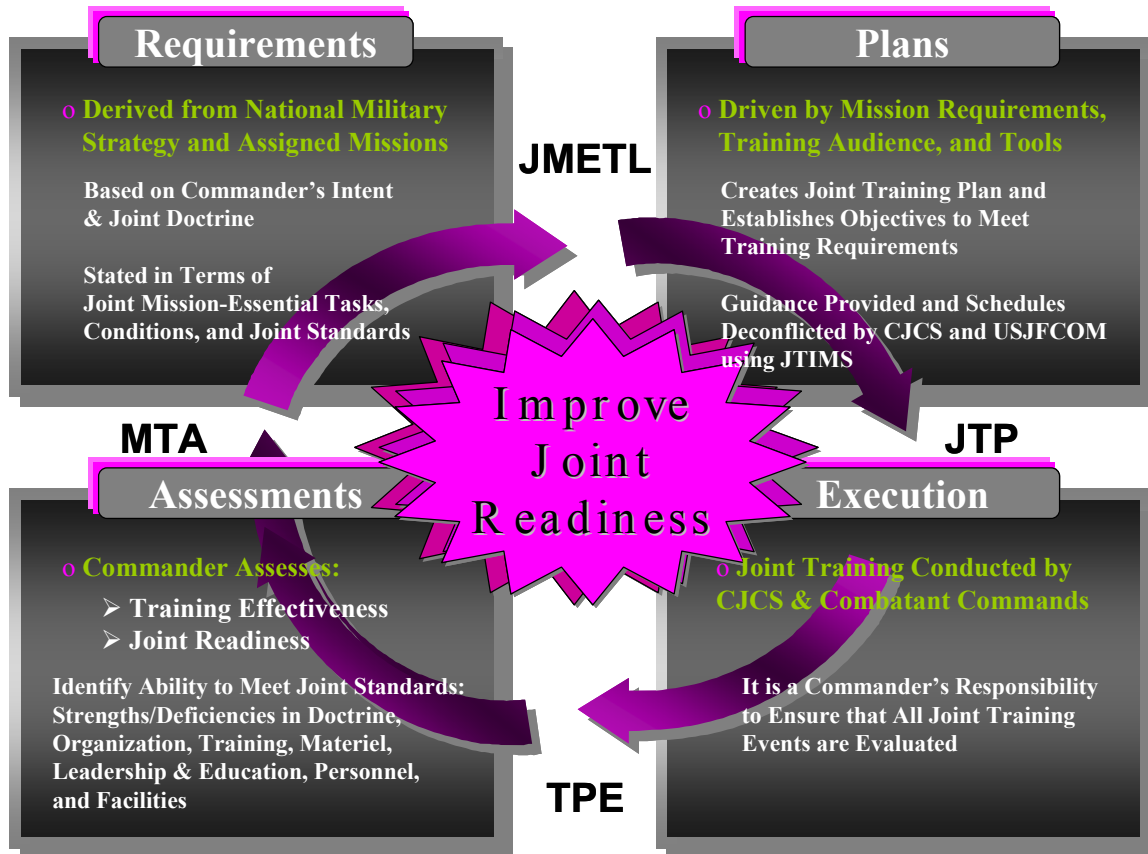 Requirements
o Derived from National Military
Strategy and Assigned Missions
Based on Commander’s Intent
& Joint Doctrine
Stated in Terms of
Joint Mission-Essential Tasks,
Conditions, and Joint Standards
JMETL
Plans
o Driven by Mission Requirements,
Training Audience, and Tools
Creates Joint Training Plan and
Establishes Objectives to Meet
Training Requirements
Guidance Provided and Schedules
Deconflicted by CJCS and USJFCOM
using JTIMS
Improve
Joint
Readiness
MTA
JTP
Assessments
o Commander Assesses:
➢ Training Effectiveness
➢ Joint Readiness
Identify Ability to Meet Joint Standards:
Strengths/Deficiencies in Doctrine,
Organization, Training, Materiel,
Leadership & Education, Personnel,
and Facilities
TPE
Execution
o Joint Training Conducted by
CJCS & Combatant Commands
It is a Commander’s Responsibility
to Ensure that All Joint Training
Events are Evaluated